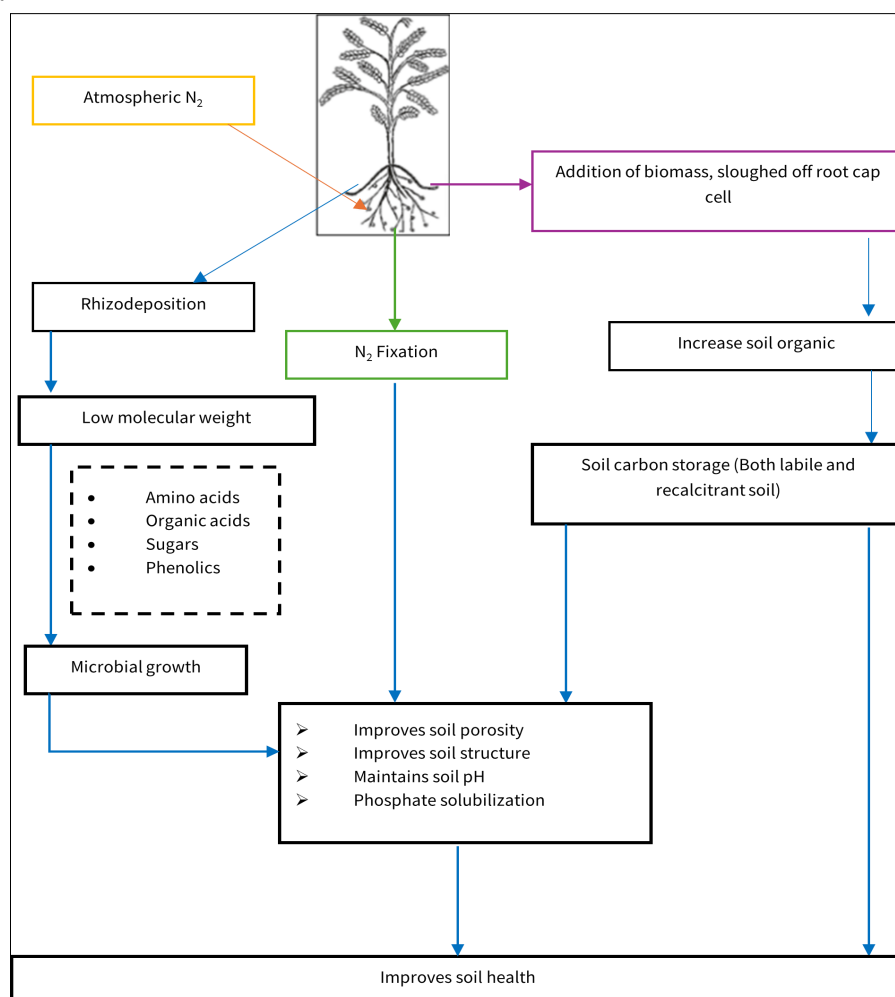 Atmospheric N₂
Addition of biomass, sloughed off root cap
cell
Rhizodeposition
N₂ Fixation
Increase soil organic
Low molecular weight
Soil carbon storage (Both labile and
recalcitrant soil)
• Amino acids
• Organic acids
• Sugars
• Phenolics
Microbial growth
➢ Improves soil porosity
➢ Improves soil structure
➢ Maintains soil pH
➢ Phosphate solubilization
Improves soil health